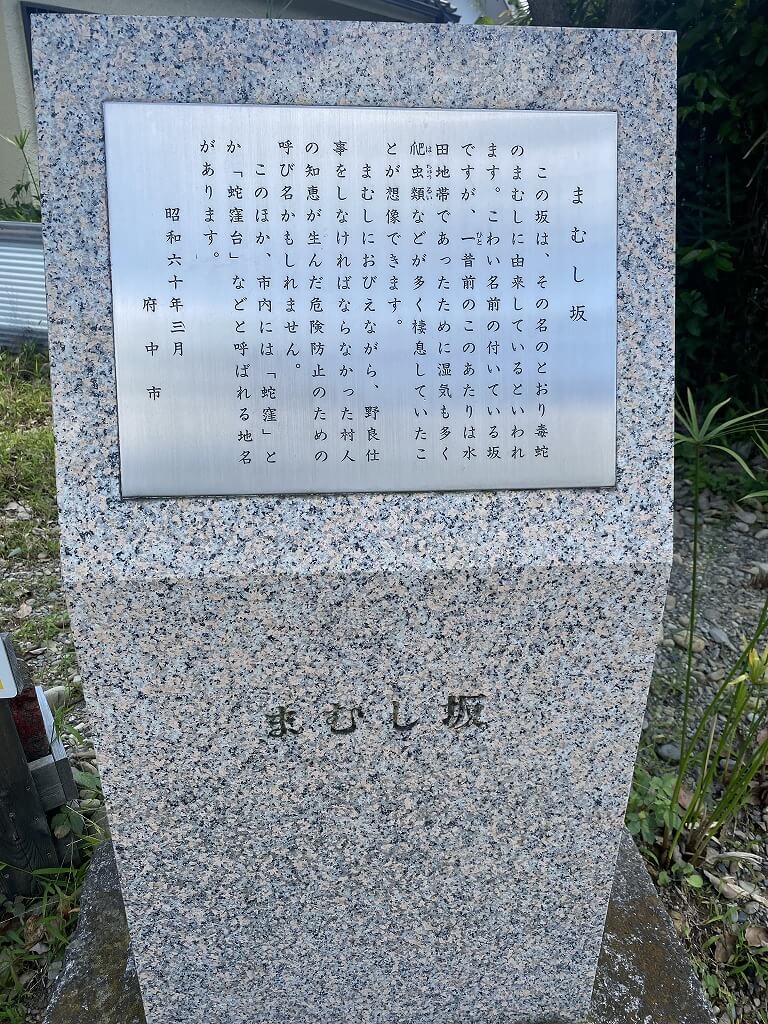 まむし坂
この坂は、その名のとおり毒蛇
のまむしに由来しているといわれ
ます。こわい名前の付いている坂
ですが、一昔前のこのあたりは水
田地帯であったために湿気も多く
爬虫類などが多く棲息していたこ
とが想像できます。
まむしにおびえながら、野良仕
事をしなければならなかった村人
の知恵が生んだ危険防止のための
呼び名かもしれません。
このほか、市内には「蛇窪」と
か「蛇窪台」などと呼ばれる地名
があります。
昭和六十年三月
府中市
まむし坂